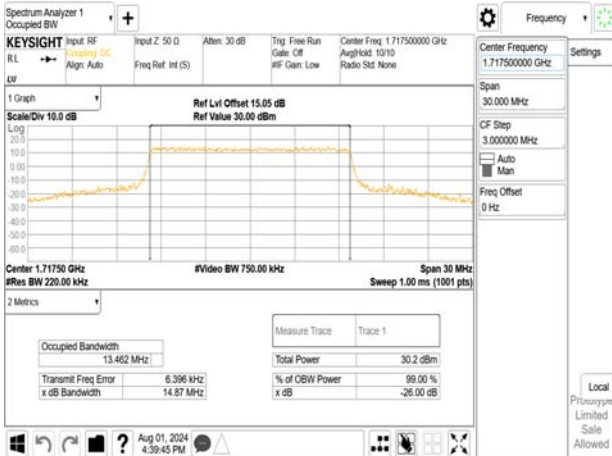 Spectrum Analyzer 1
Occupied BW
+
Frequency
KEYSIGHT
RL
Input: RF
Coupling: DC
Align: Auto
Input Z: 50 Ω
Freq Ref: Int (S)
Atten: 30 dB
Trig: Free Run
Gate: Off
#IF Gain: Low
Center Freq: 1.717500000 GHz
Avg|Hold: 10/10
Radio Std: None
Center Frequency
1.717500000 GHz
Settings
Span
30.000 MHz
CF Step
3.000000 MHz
Auto
Man
Freq Offset
0 Hz
1 Graph
Scale/Div 10.0 dB
Ref Lvl Offset 15.05 dB
Ref Value 30.00 dBm
Log
20.0
10.0
0.00
-10.0
-20.0
-30.0
-40.0
-50.0
-60.0
Center 1.71750 GHz
#Res BW 220.00 kHz
#Video BW 750.00 kHz
Span 30 MHz
Sweep 1.00 ms (1001 pts)
2 Metrics
Measure Trace
Trace 1
Occupied Bandwidth
13.462 MHz
Total Power
30.2 dBm
Transmit Freq Error
6.396 kHz
% of OBW Power
99.00 %
x dB Bandwidth
14.87 MHz
x dB
-26.00 dB
Local
Prototype
Limited
Sale
Allowed
?
Aug 01, 2024
4:39:45 PM